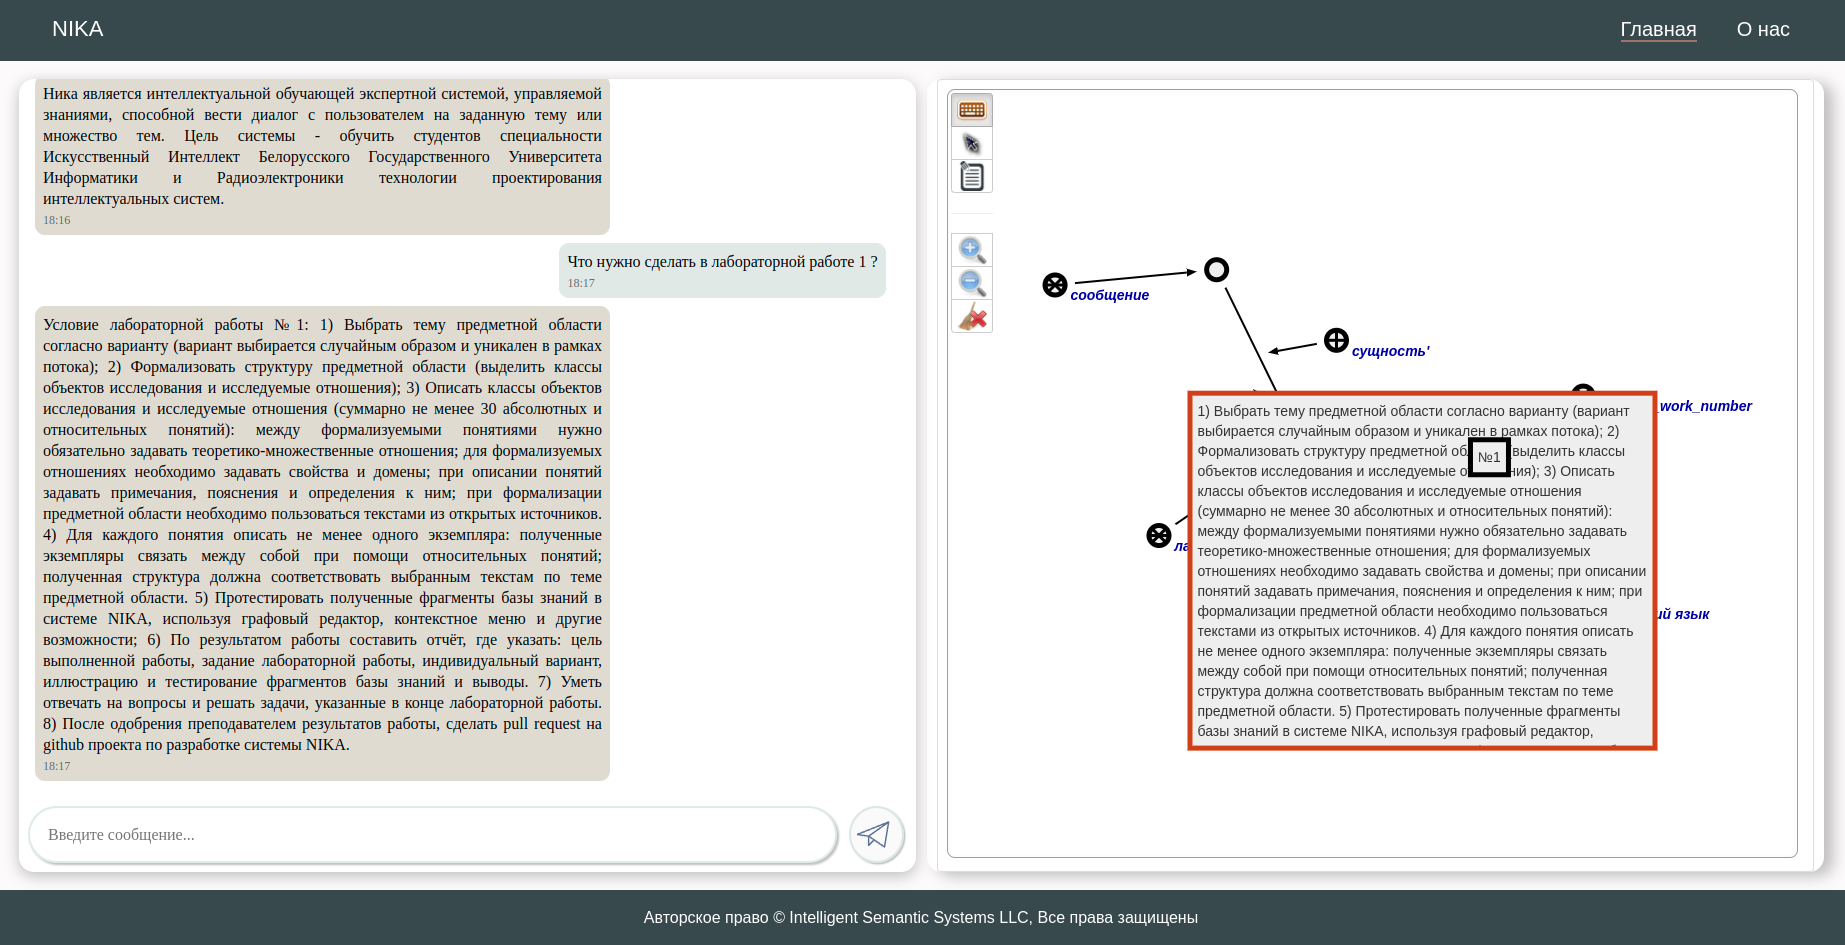 NIKA
Главная
О нас
Ника является интеллектуальной обучающей экспертной системой, управляемой
знаниями, способной вести диалог с пользователем на заданную тему или
множество тем. Цель системы - обучить студентов специальности
Искусственный Интеллект Белорусского Государственного Университета
Информатики и Радиоэлектроники технологии проектирования
интеллектуальных систем.
18:16
Что нужно сделать в лабораторной работе 1 ?
18:17
Условие лабораторной работы №1: 1) Выбрать тему предметной области
согласно варианту (вариант выбирается случайным образом и уникален в рамках
потока); 2) Формализовать структуру предметной области (выделить классы
объектов исследования и исследуемые отношения); 3) Описать классы объектов
исследования и исследуемые отношения (суммарно не менее 30 абсолютных и
относительных понятий): между формализуемыми понятиями нужно
обязательно задавать теоретико-множественные отношения; для формализуемых
отношениях необходимо задавать свойства и домены; при описании понятий
задавать примечания, пояснения и определения к ним; при формализации
предметной области необходимо пользоваться текстами из открытых источников.
4) Для каждого понятия описать не менее одного экземпляра: полученные
экземпляры связать между собой при помощи относительных понятий;
полученная структура должна соответствовать выбранным текстам по теме
предметной области. 5) Протестировать полученные фрагменты базы знаний в
системе NIKA, используя графовый редактор, контекстное меню и другие
возможности; 6) По результатом работы составить отчёт, где указать: цель
выполненной работы, задание лабораторной работы, индивидуальный вариант,
иллюстрацию и тестирование фрагментов базы знаний и выводы. 7) Уметь
отвечать на вопросы и решать задачи, указанные в конце лабораторной работы.
8) После одобрения преподавателем результатов работы, сделать pull request на
github проекта по разработке системы NIKA.
18:17
Введите сообщение...
сообщение
сущность'
_work_number
1) Выбрать тему предметной области согласно варианту (вариант
выбирается случайным образом и уникален в рамках потока); 2)
Формализовать структуру предметной об выделить классы
№1
объектов исследования и исследуемые о ния); 3) Описать
классы объектов исследования и исследуемые отношения
(суммарно не менее 30 абсолютных и относительных понятий):
между формализуемыми понятиями нужно обязательно задавать
ла
теоретико-множественные отношения; для формализуемых
отношениях необходимо задавать свойства и домены; при описании
понятий задавать примечания, пояснения и определения к ним; при
формализации предметной области необходимо пользоваться
ий язык
текстами из открытых источников. 4) Для каждого понятия описать
не менее одного экземпляра: полученные экземпляры связать
между собой при помощи относительных понятий; полученная
структура должна соответствовать выбранным текстам по теме
предметной области. 5) Протестировать полученные фрагменты
базы знаний в системе NIKA, используя графовый редактор,
Авторское право © Intelligent Semantic Systems LLC, Все права защищены